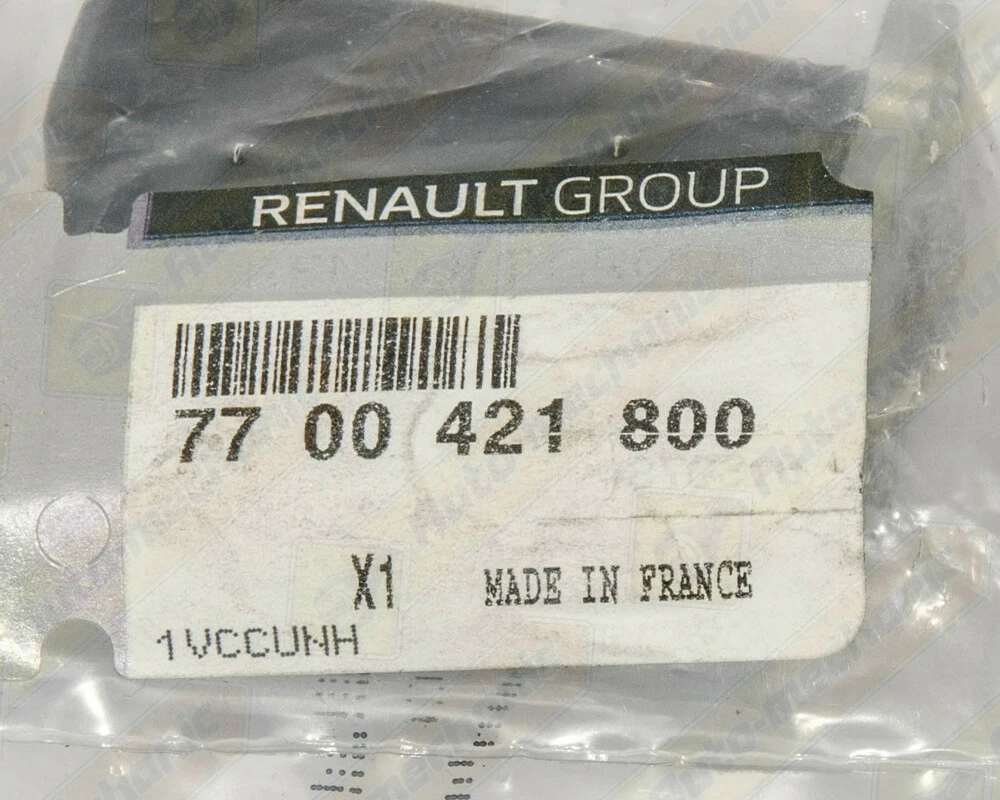 RENAULT GROUP
77 00 421 800
X1 MADE IN FRANCE
1VCCUNH